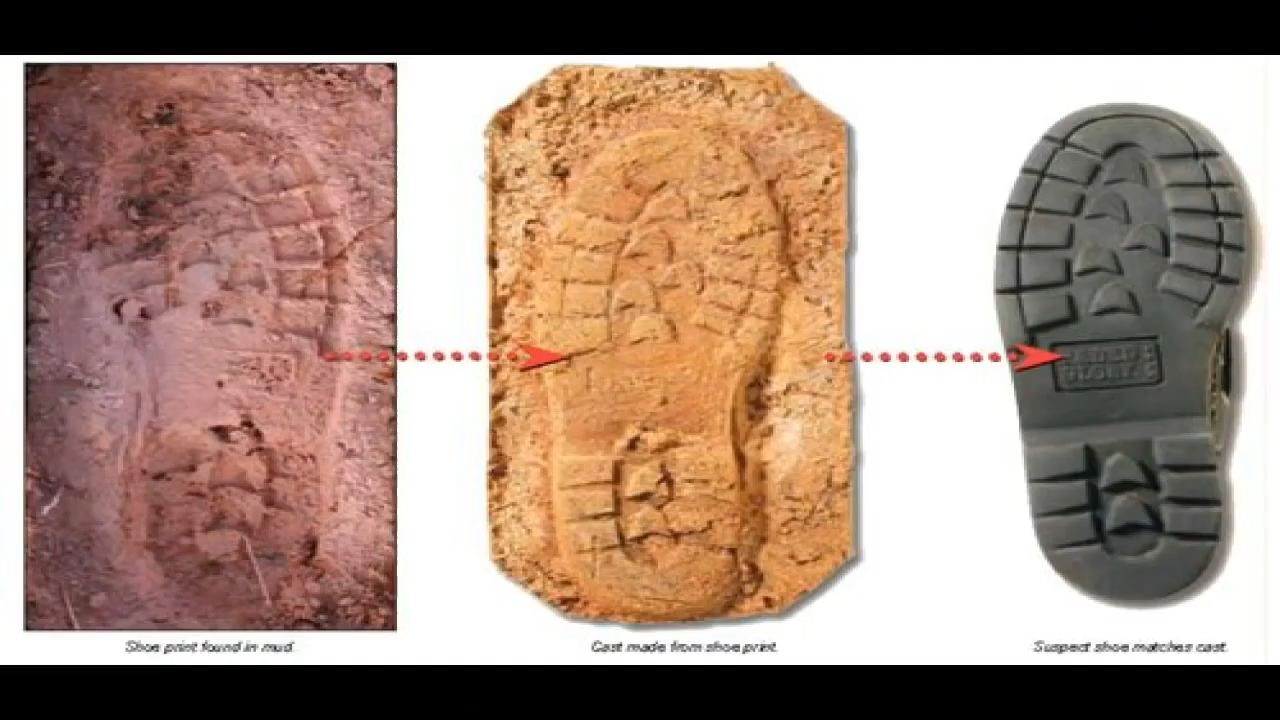 Shoe print found in mud.
Cast made from shoe print.
Suspect shoe matches cast.